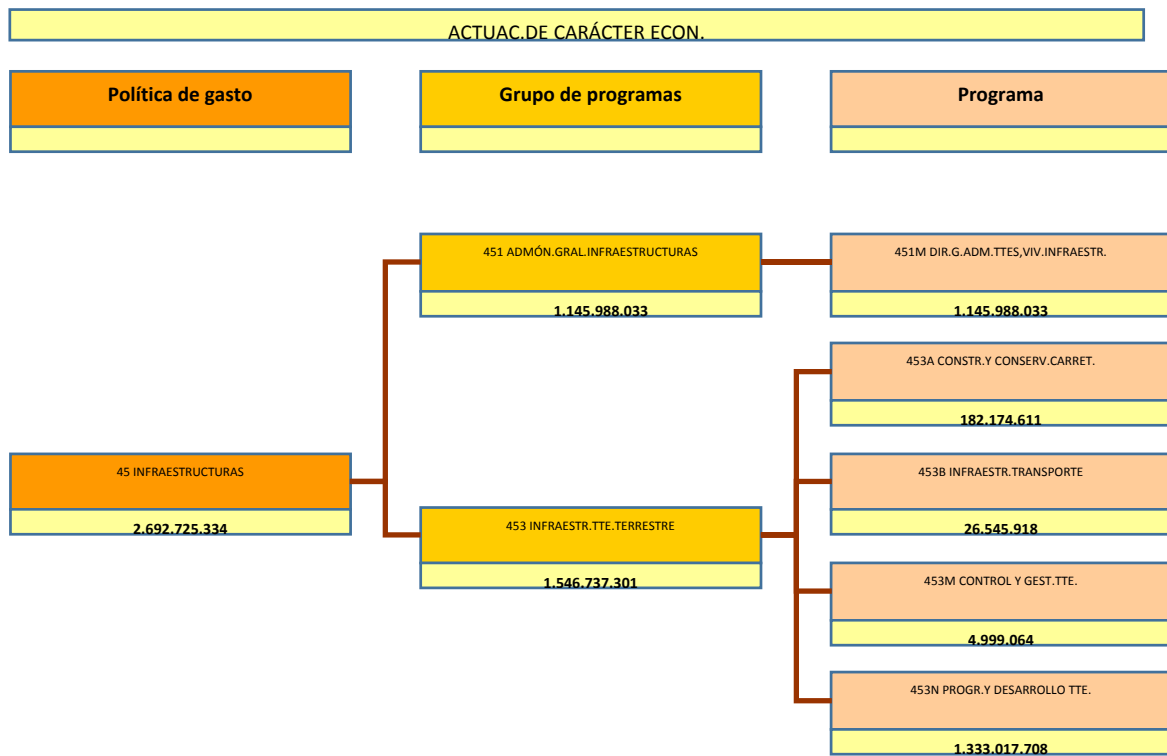 ACTUAC.DE CARÁCTER ECON.
Política de gasto
Grupo de programas
Programa
451 ADMÓN.GRAL.INFRAESTRUCTURAS
1.145.988.033
451M DIR.G.ADM.TTES,VIV.INFRAESTR.
1.145.988.033
453A CONSTR.Y CONSERV.CARRET.
182.174.611
45 INFRAESTRUCTURAS
2.692.725.334
453B INFRAESTR.TRANSPORTE
26.545.918
453 INFRAESTR.TTE.TERRESTRE
1.546.737.301
453M CONTROL Y GEST.TTE.
4.999.064
453N PROGR.Y DESARROLLO TTE.
1.333.017.708